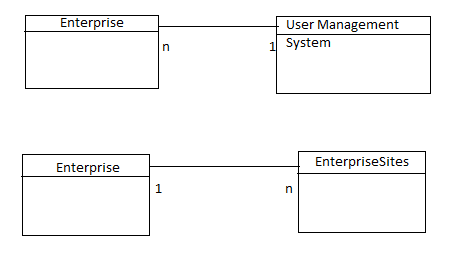 Enterprise
User Management
System
n
1
Enterprise
EnterpriseSites
1
n